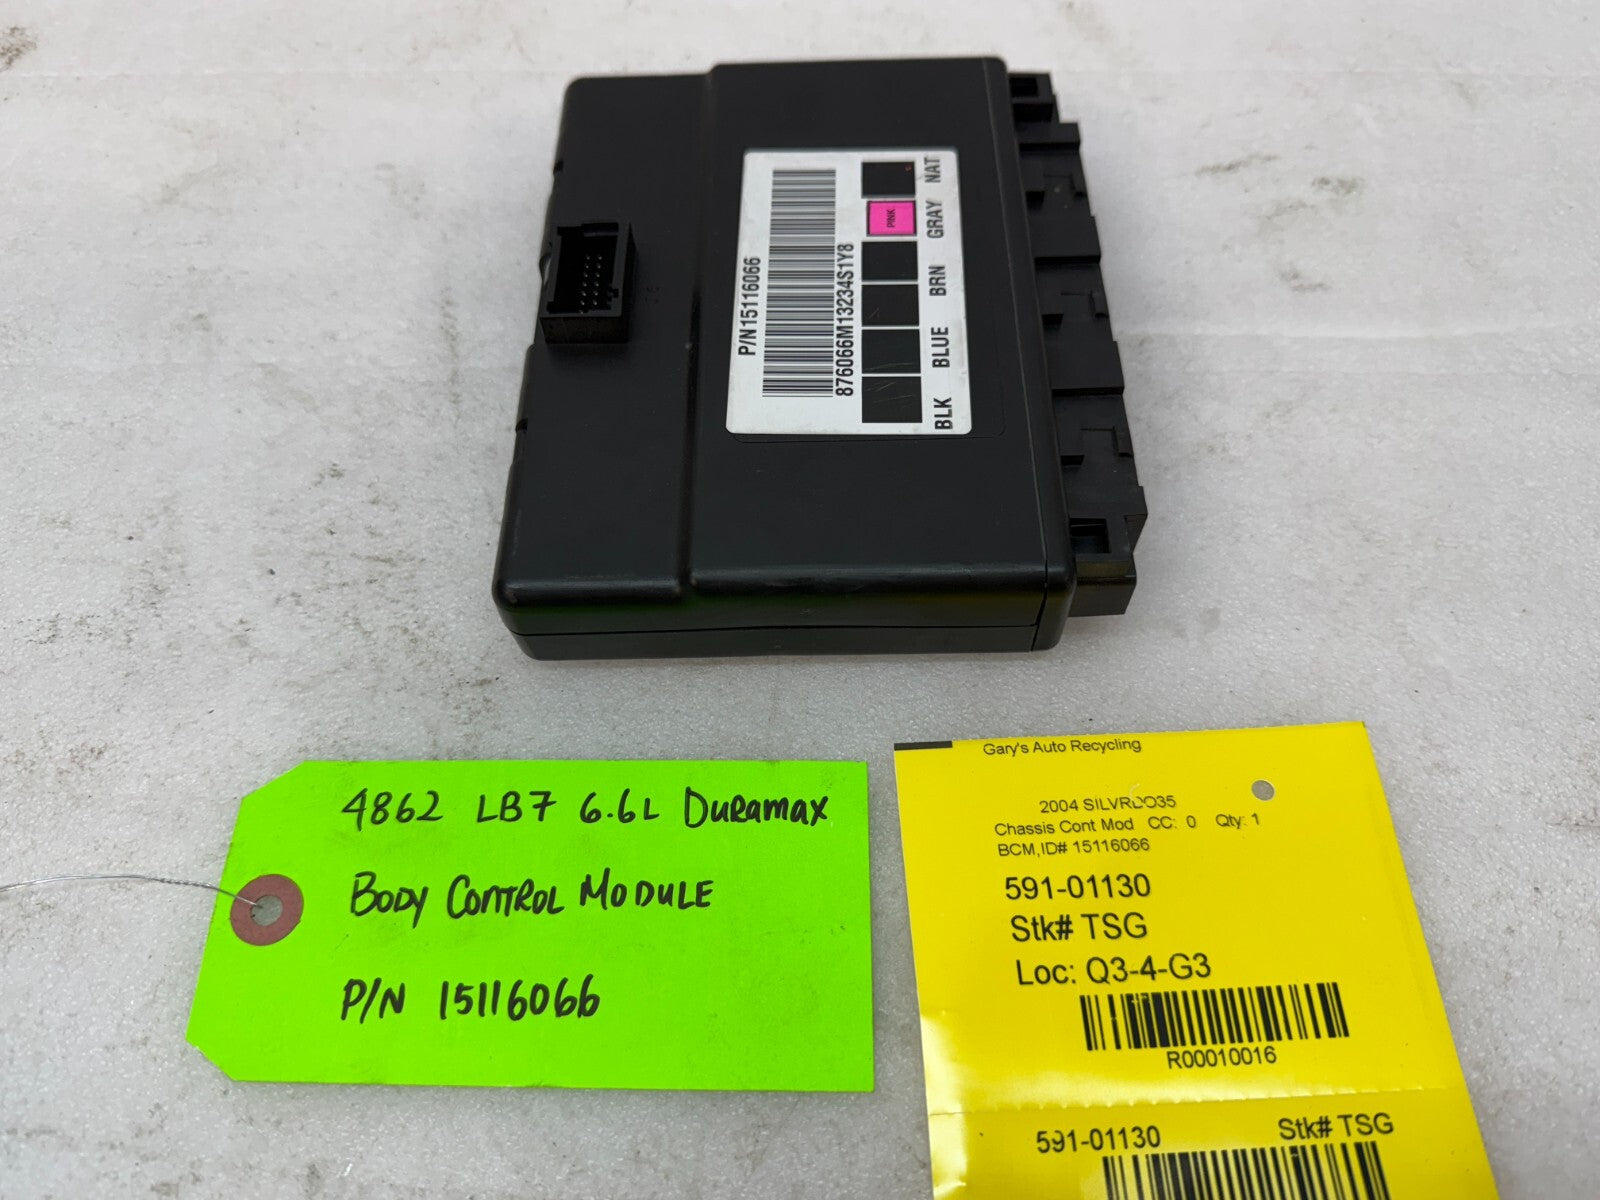 P/N15116066
876066M13234S1Y8
PINK
BLK BLUE BRN GRAY NAT
4862 LB7 6.6L DURAMAX
BODY CONTROL MODULE
P/N 15116066
Gary's Auto Recycling
2004 SILVRDO35
Chassis Cont Mod CC: 0 Qty: 1
BCM,ID# 15116066
591-01130
Stk# TSG
Loc: Q3-4-G3
R00010016
591-01130 Stk# TSG